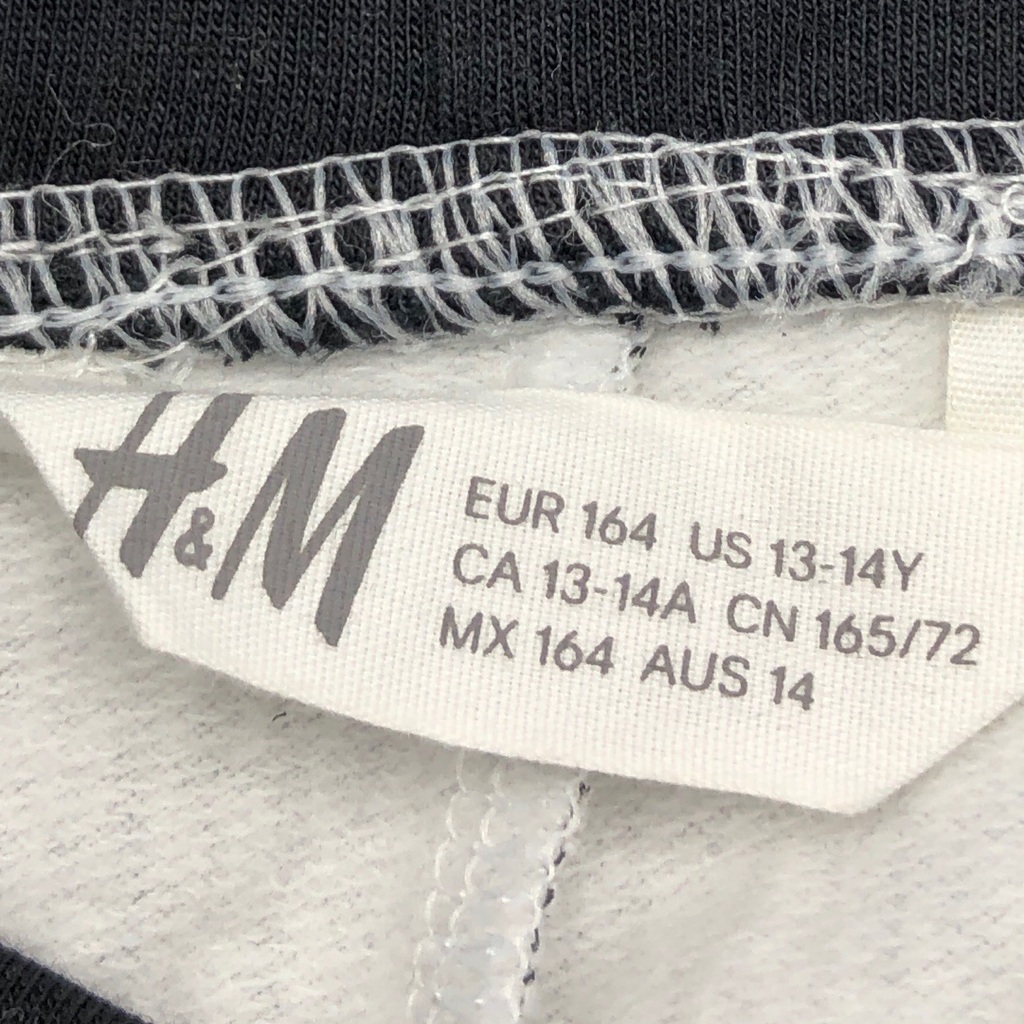 H&M
EUR 164 US 13-14Y
CA 13-14A CN 165/72
MX 164 AUS 14